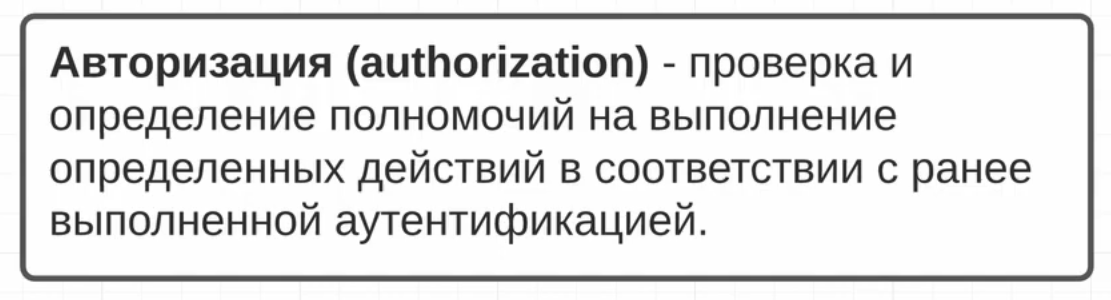 Авторизация (authorization) - проверка и
определение полномочий на выполнение
определенных действий в соответствии с ранее
выполненной аутентификацией.